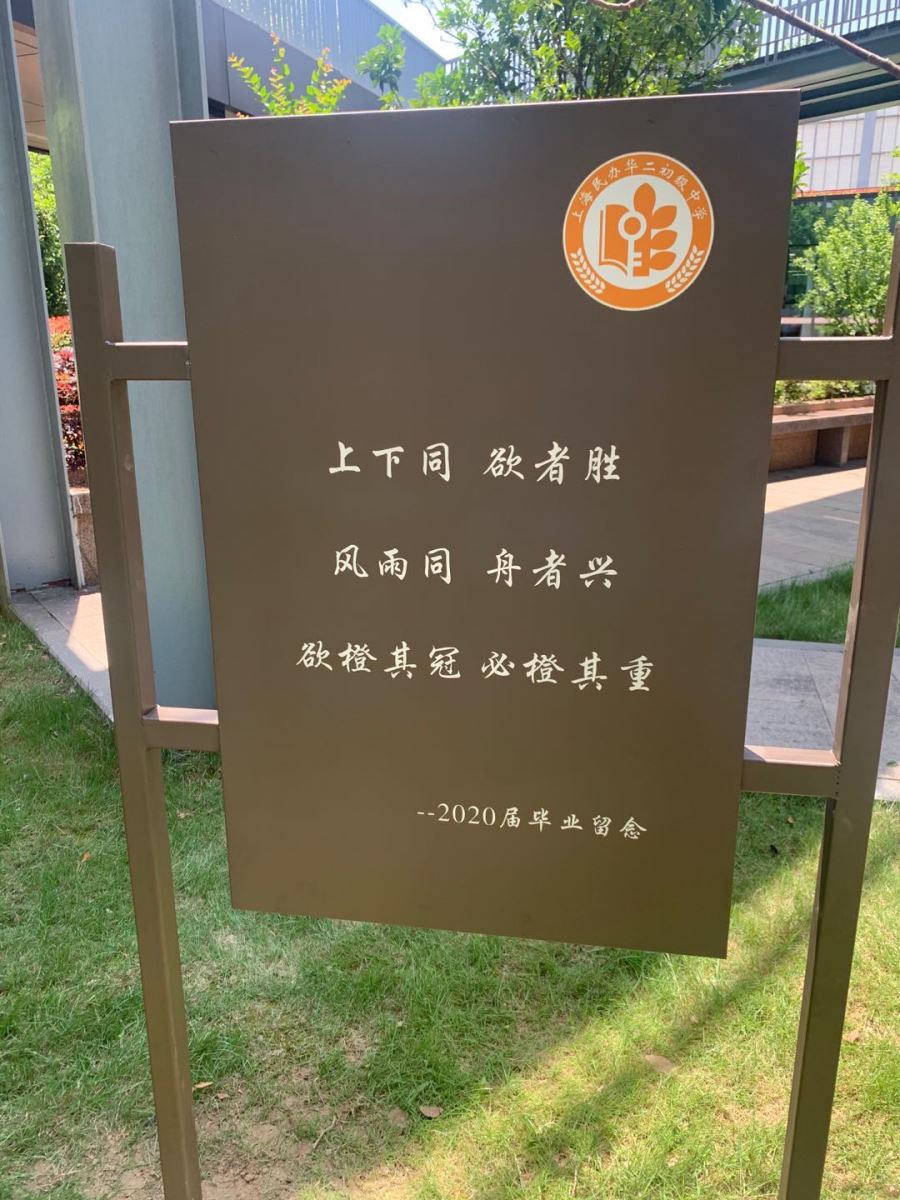 上海民办华二初级中学
上下同 欲者胜
风雨同 舟者兴
欲橙其冠 必橙其重
--2020届毕业留念